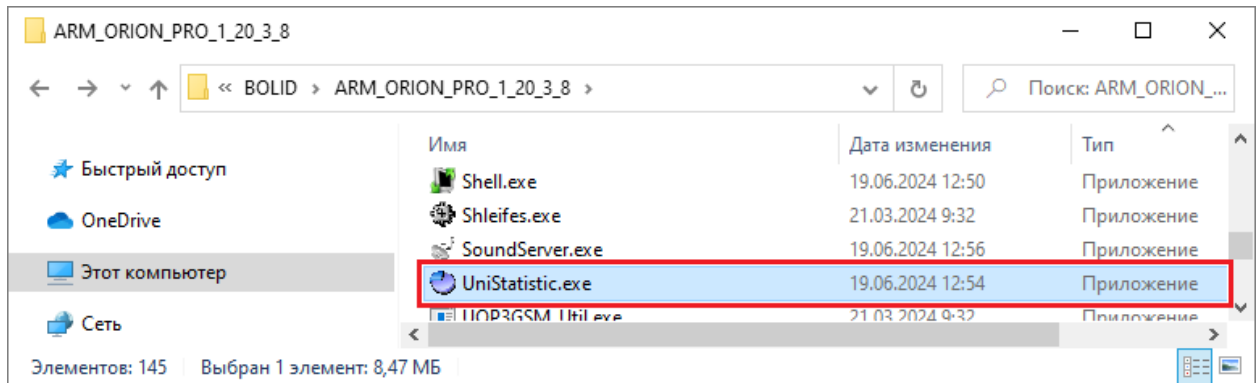 ARM_ORION_PRO_1_20_3_8
« BOLID › ARM_ORION_PRO_1_20_3_8 › Поиск: ARM_ORION_...
Имя Дата изменения Тип
Быстрый доступ
OneDrive
Этот компьютер
Сеть
Shell.exe 19.06.2024 12:50 Приложение
Shleifes.exe 21.03.2024 9:32 Приложение
SoundServer.exe 19.06.2024 12:56 Приложение
UniStatistic.exe 19.06.2024 12:54 Приложение
UOP3GSM_Util.exe 21.03.2024 9:32 Приложение
Элементов: 145 Выбран 1 элемент: 8,47 МБ